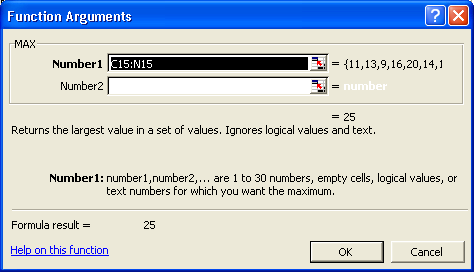 Function Arguments
MAX
Number1 C15:N15 = {11,13,9,16,20,14,1
Number2 = number
= 25
Returns the largest value in a set of values. Ignores logical values and text.
Number1: number1,number2,... are 1 to 30 numbers, empty cells, logical values, or
text numbers for which you want the maximum.
Formula result = 25
Help on this function OK Cancel